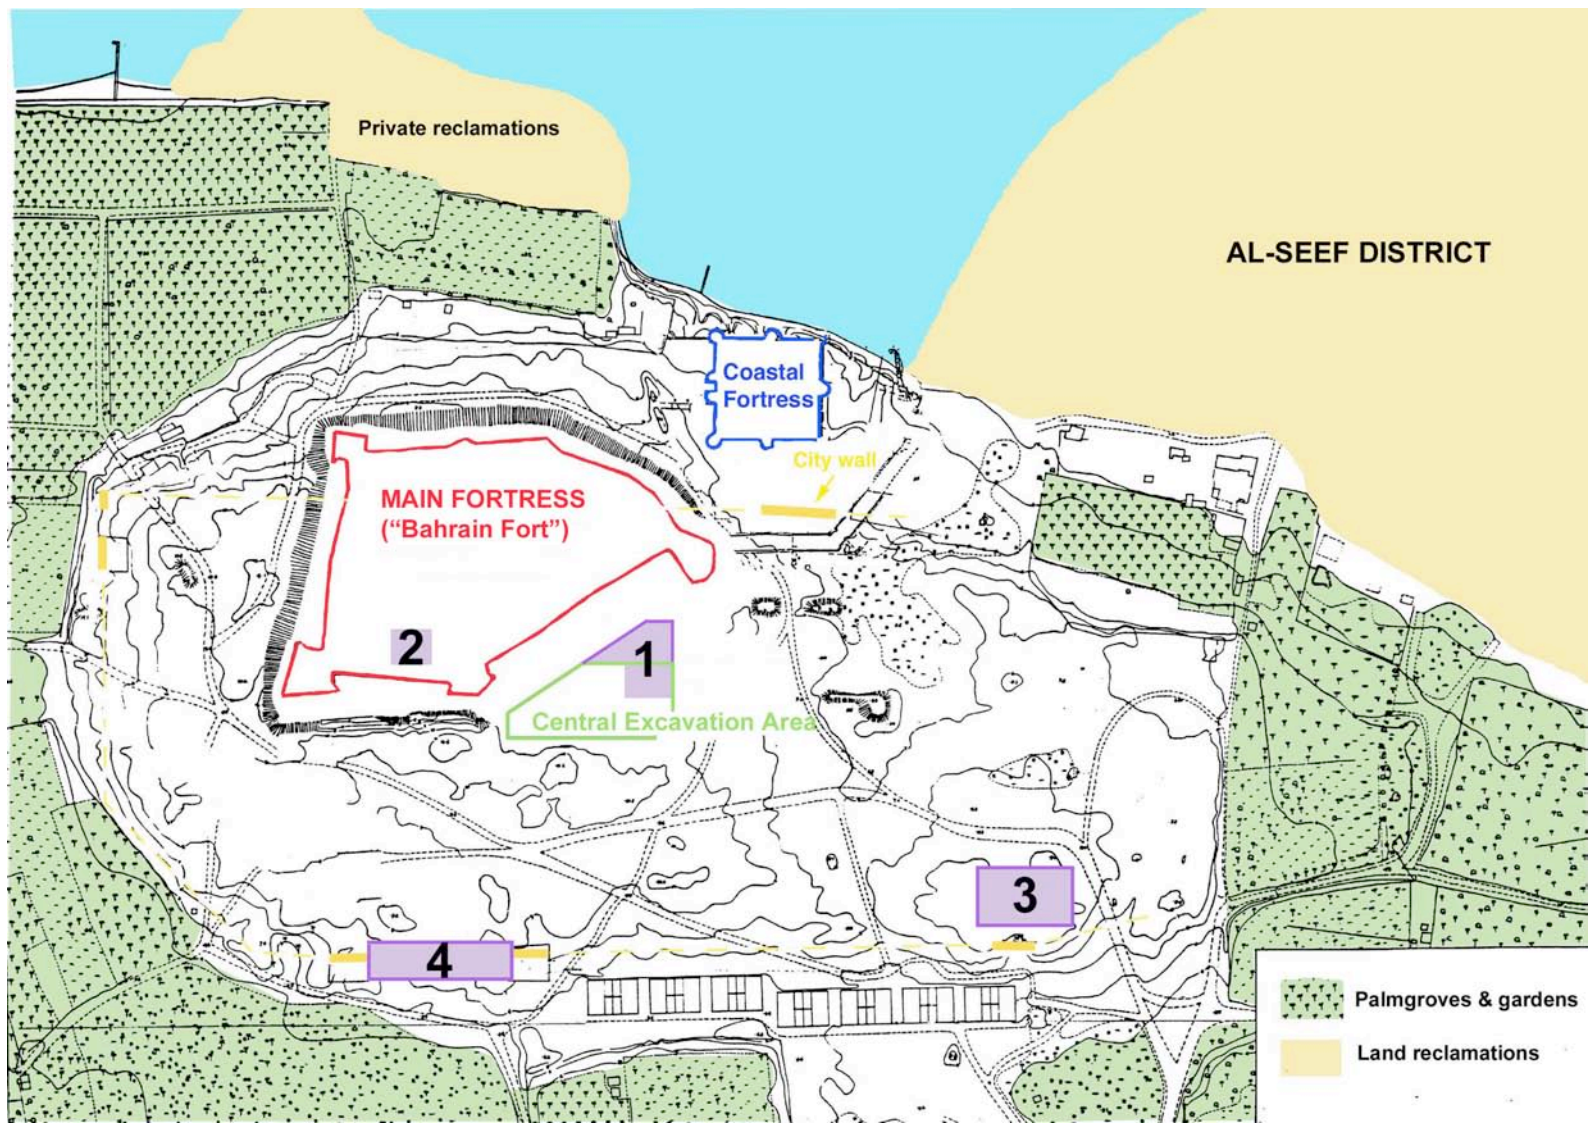 Private reclamations
AL-SEEF DISTRICT
Coastal
Fortress
City wall
MAIN FORTRESS
(“Bahrain Fort”)
2
1
Central Excavation Area
3
4
Palmgroves & gardens
Land reclamations